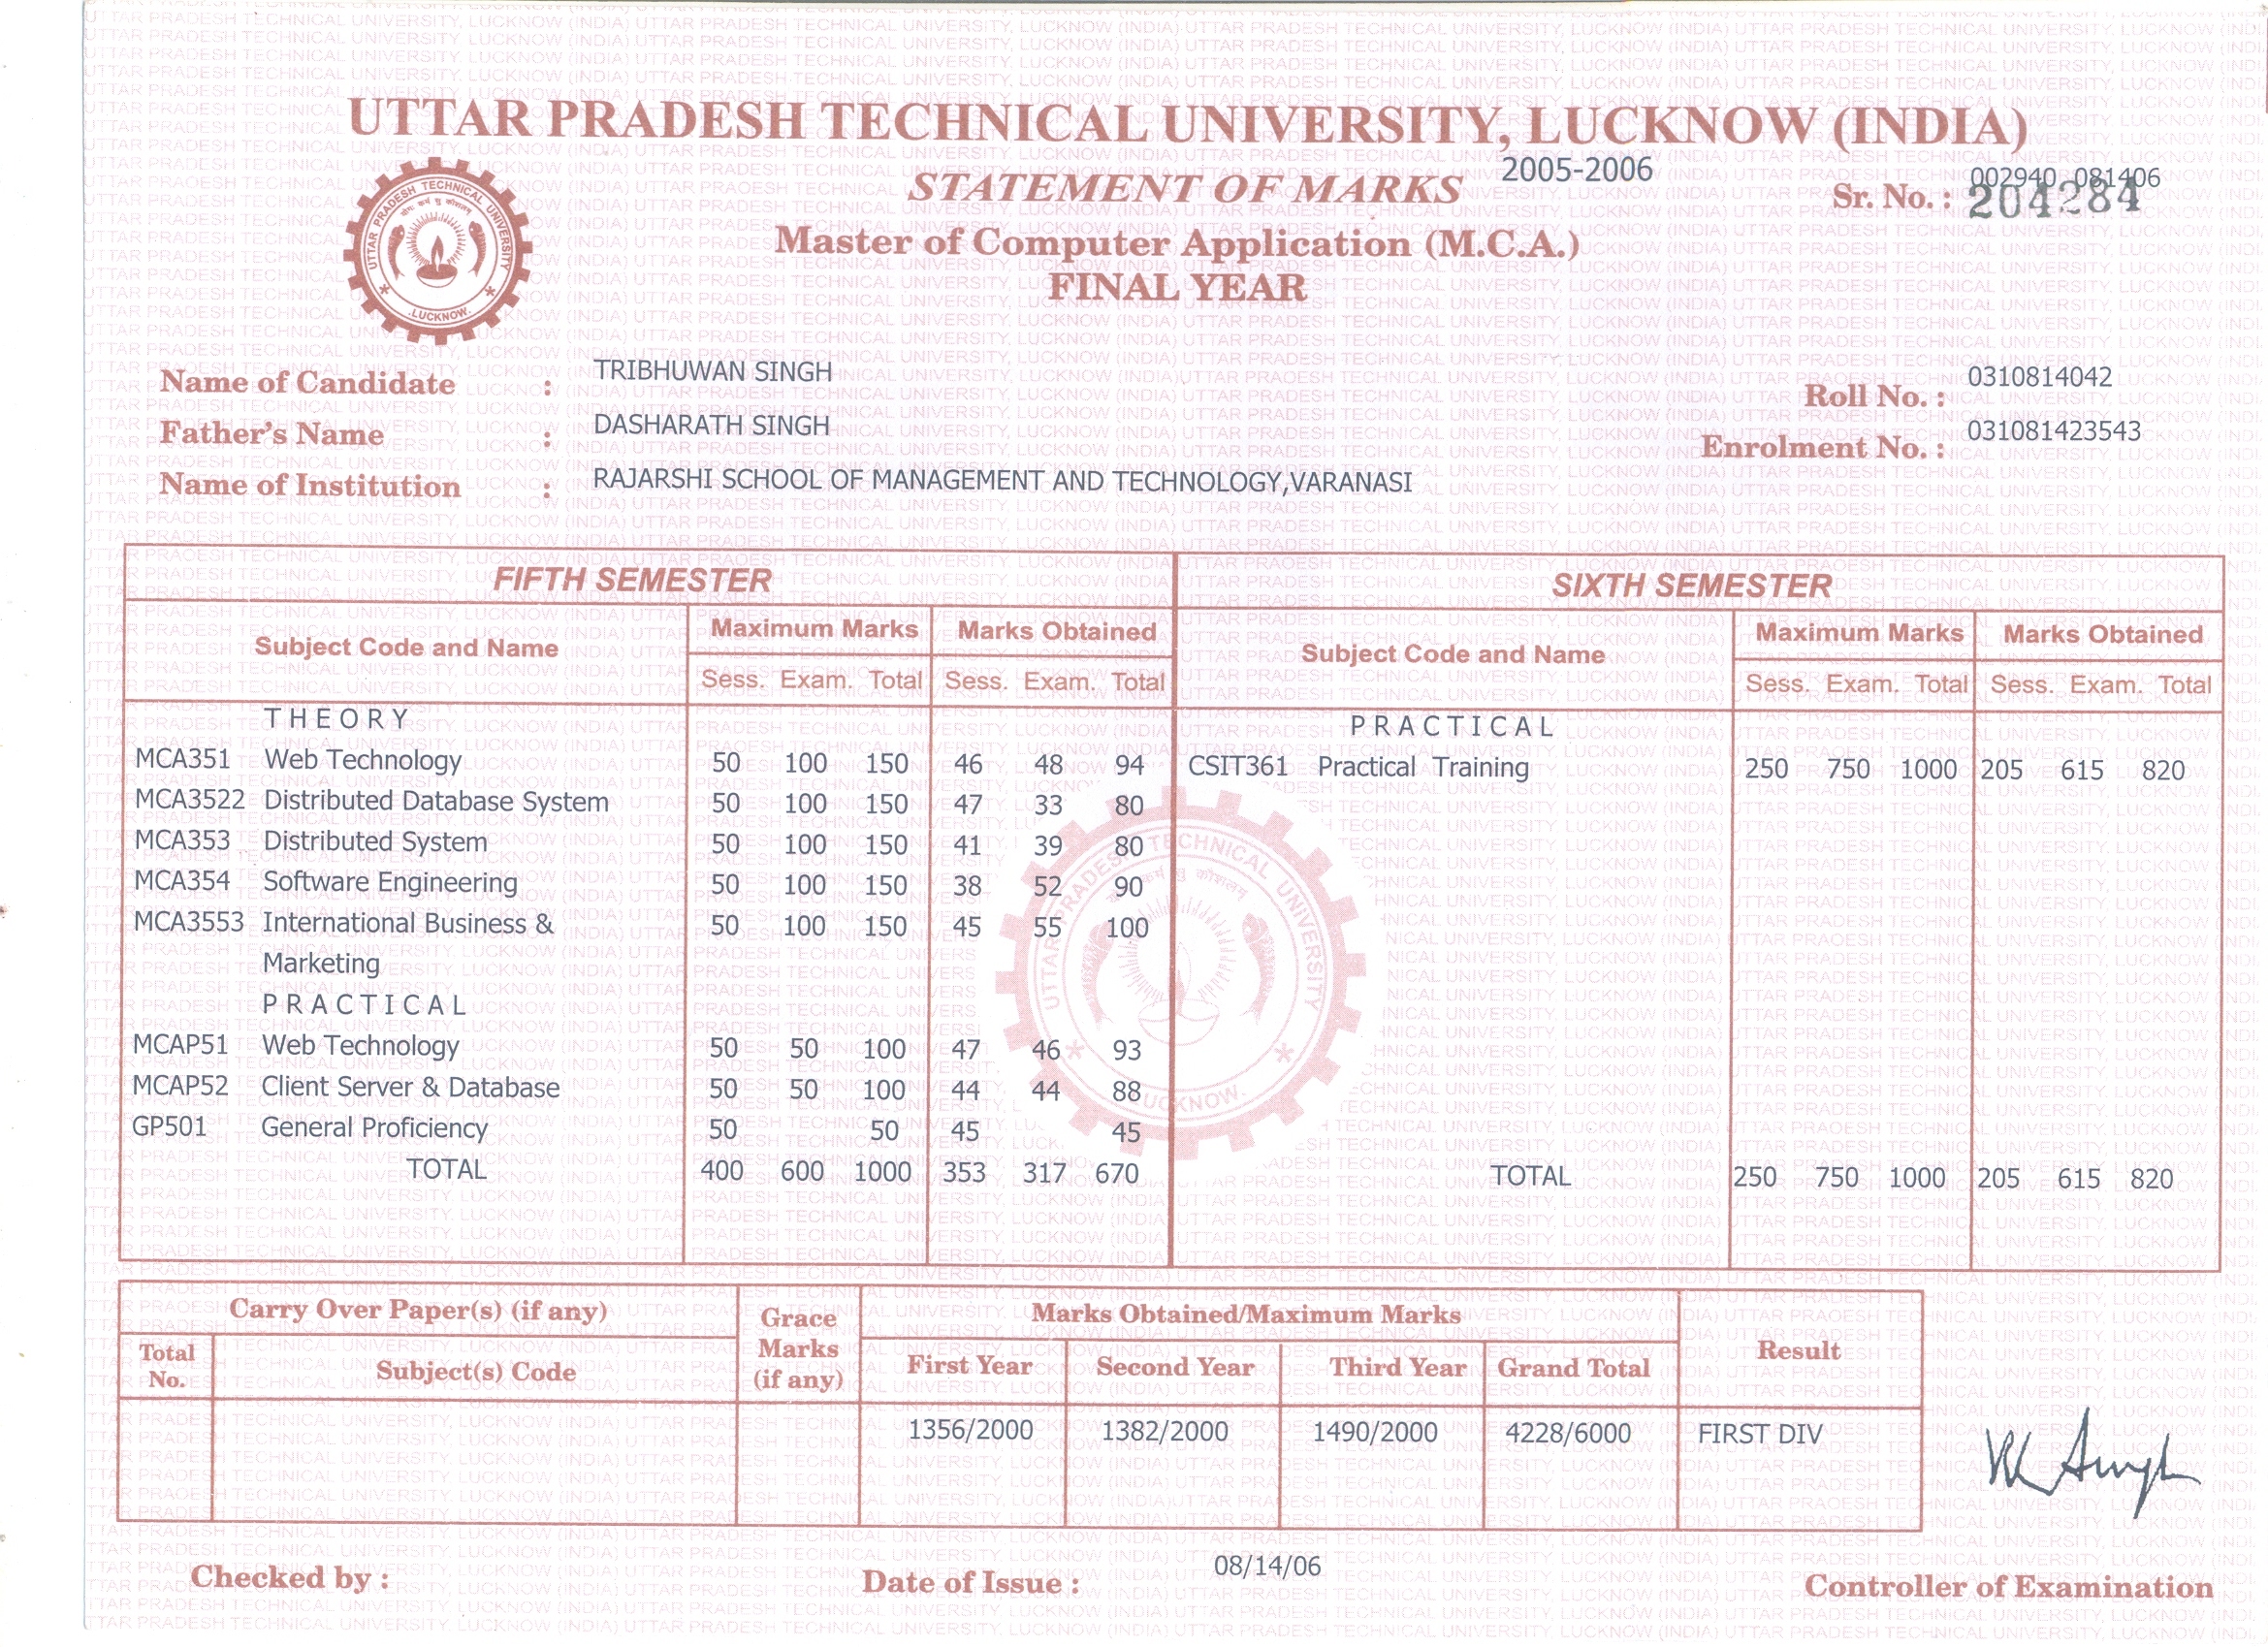 UTTAR PRADESH TECHNICAL UNIVERSITY, LUCKNOW (INDIA)
STATEMENT OF MARKS 2005-2006
Sr. No. : 002940 081406
204284
Master of Computer Application (M.C.A.)
FINAL YEAR
UTTAR PRADESH TECHNICAL UNIVERSITY
LUCKNOW
Name of Candidate : TRIBHUWAN SINGH
Roll No. : 0310814042
Father's Name : DASHARATH SINGH
Enrolment No. : 031081423543
Name of Institution : RAJARSHI SCHOOL OF MANAGEMENT AND TECHNOLOGY,VARANASI
FIFTH SEMESTER
Subject Code and Name Maximum Marks Marks Obtained
Sess. Exam. Total Sess. Exam. Total
THEORY
MCA351 Web Technology 50 100 150 46 48 94
MCA3522 Distributed Database System 50 100 150 47 33 80
MCA353 Distributed System 50 100 150 41 39 80
MCA354 Software Engineering 50 100 150 38 52 90
MCA3553 International Business & 50 100 150 45 55 100
Marketing
PRACTICAL
MCAP51 Web Technology 50 50 100 47 46 93
MCAP52 Client Server & Database 50 50 100 44 44 88
GP501 General Proficiency 50 50 45 45
TOTAL 400 600 1000 353 317 670
SIXTH SEMESTER
Subject Code and Name Maximum Marks Marks Obtained
Sess. Exam. Total Sess. Exam. Total
PRACTICAL
CSIT361 Practical Training 250 750 1000 205 615 820
TOTAL 250 750 1000 205 615 820
Carry Over Paper(s) (if any) Grace Marks (if any) Marks Obtained/Maximum Marks Result
Total No. Subject(s) Code First Year Second Year Third Year Grand Total
1356/2000 1382/2000 1490/2000 4228/6000 FIRST DIV
Checked by :
Date of Issue : 08/14/06
Controller of Examination